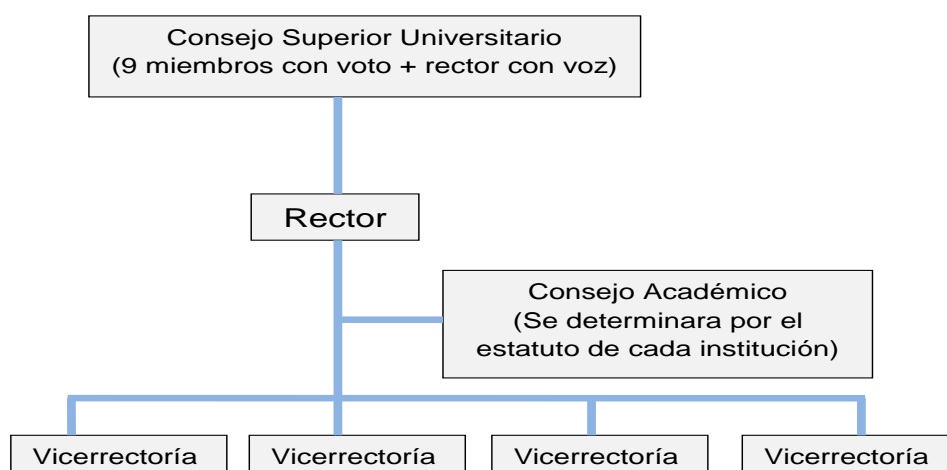 Consejo Superior Universitario
(9 miembros con voto + rector con voz)
Rector
Consejo Académico
(Se determinara por el
estatuto de cada institución)
Vicerrectoría
Vicerrectoría
Vicerrectoría
Vicerrectoría